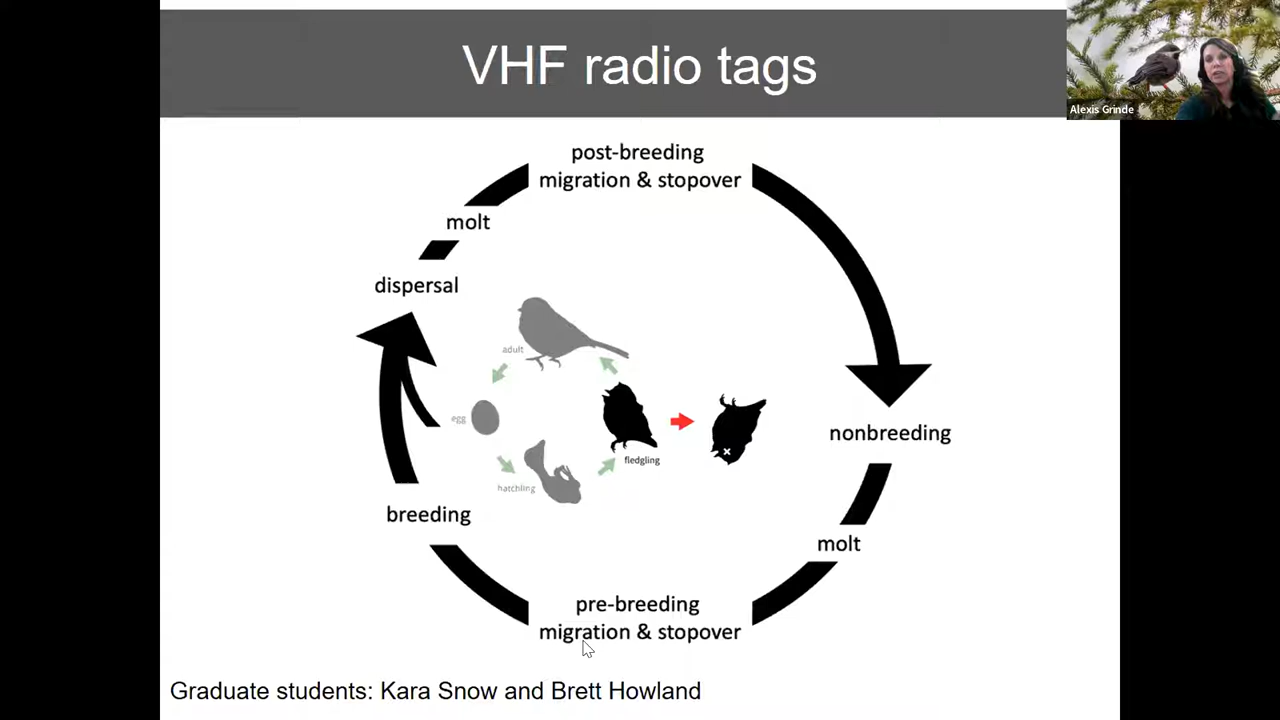 VHF radio tags
Alexis Grinde
post-breeding
migration & stopover
molt
dispersal
adult
egg
fledgling
hatchling
nonbreeding
breeding
molt
pre-breeding
migration & stopover
Graduate students: Kara Snow and Brett Howland